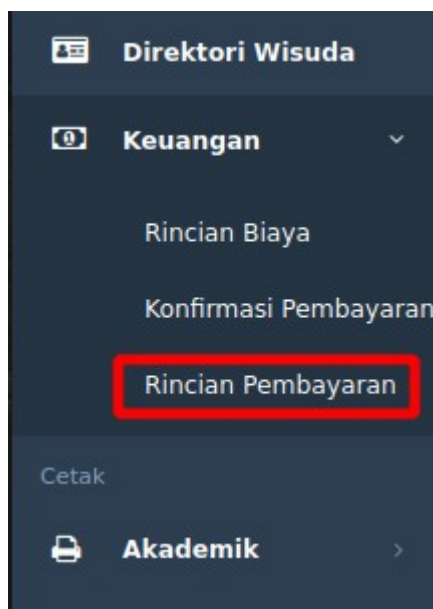 Direktori Wisuda
Keuangan
Rincian Biaya
Konfirmasi Pembayaran
Rincian Pembayaran
Cetak
Akademik